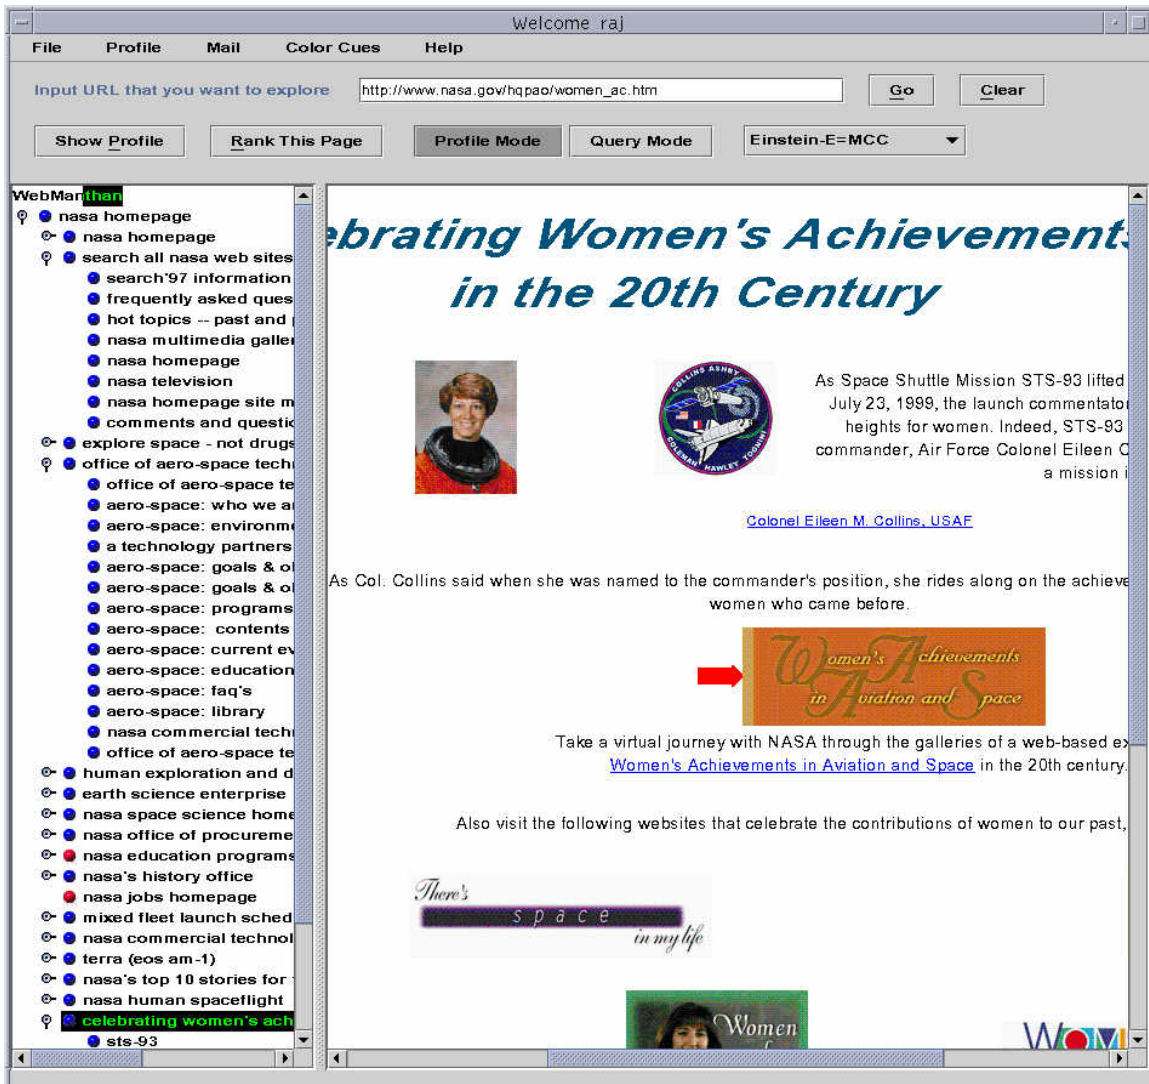 Welcome raj
File Profile Mail Color Cues Help
Input URL that you want to explore http://www.nasa.gov/hqpao/women_ac.htm Go Clear
Show Profile Rank This Page Profile Mode Query Mode Einstein-E=MCC
WebManthan
nasa homepage
nasa homepage
search all nasa web sites
search'97 information
frequently asked ques
hot topics -- past and
nasa multimedia galle
nasa homepage
nasa television
nasa homepage site m
comments and questic
explore space - not drugs
office of aero-space tech
office of aero-space te
aero-space: who we a
aero-space: environm
a technology partners
aero-space: goals & o
aero-space: goals & o
aero-space: programs
aero-space: contents
aero-space: current ev
aero-space: education
aero-space: faq's
aero-space: library
nasa commercial tech
office of aero-space te
human exploration and d
earth science enterprise
nasa space science home
nasa office of procureme
nasa education programs
nasa's history office
nasa jobs homepage
mixed fleet launch sched
nasa commercial technol
terra (eos am-1)
nasa's top 10 stories for
nasa human spaceflight
celebrating women's ach
sts-93
ebrating Women's Achievements
in the 20th Century
COLLINS ASHBY
COLEMAN HAWLEY TOGNINI
As Space Shuttle Mission STS-93 lifted
July 23, 1999, the launch commentato
heights for women. Indeed, STS-93
commander, Air Force Colonel Eileen C
a mission i
Colonel Eileen M. Collins, USAF
As Col. Collins said when she was named to the commander's position, she rides along on the achieve
women who came before.
Women's Achievements
in Aviation and Space
Take a virtual journey with NASA through the galleries of a web-based ex
Women's Achievements in Aviation and Space in the 20th century.
Also visit the following websites that celebrate the contributions of women to our past,
There's
space
in my life
Women
WOM